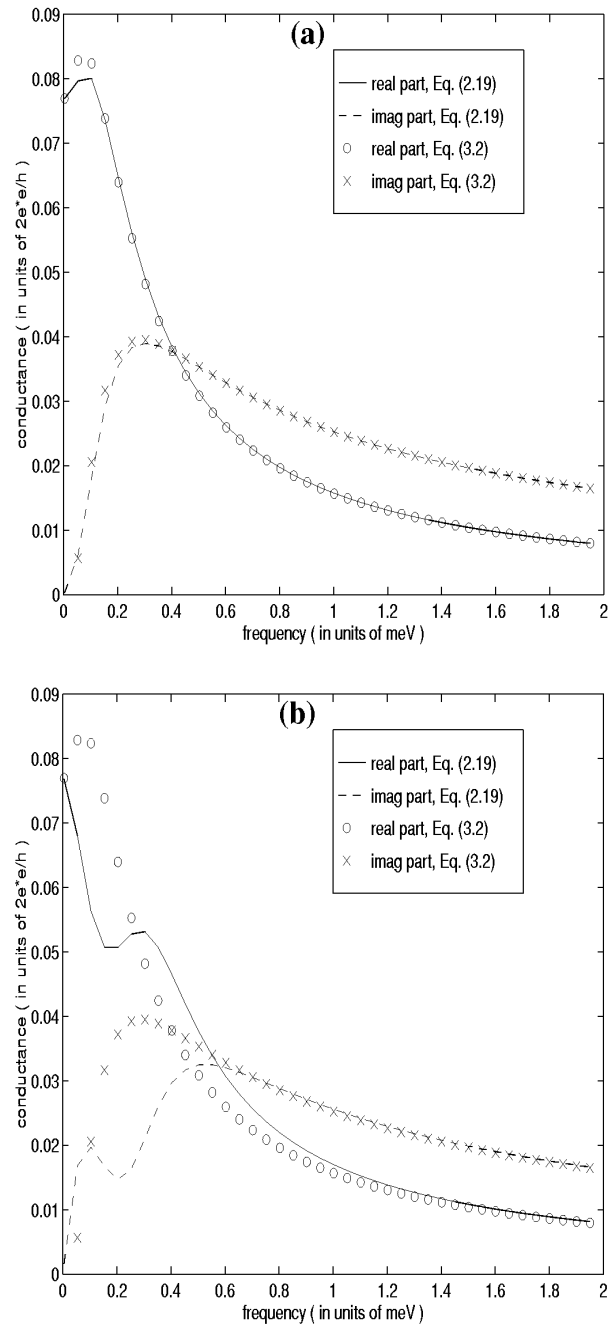 (a)
0.09
0.08
0.07
0.06
0.05
0.04
0.03
0.02
0.01
0
conductance ( in units of 2e*e/h )
real part, Eq. (2.19)
imag part, Eq. (2.19)
real part, Eq. (3.2)
imag part, Eq. (3.2)
0 0.2 0.4 0.6 0.8 1 1.2 1.4 1.6 1.8 2
frequency ( in units of meV )
(b)
0.09
0.08
0.07
0.06
0.05
0.04
0.03
0.02
0.01
0
conductance ( in units of 2e*e/h )
real part, Eq. (2.19)
imag part, Eq. (2.19)
real part, Eq. (3.2)
imag part, Eq. (3.2)
0 0.2 0.4 0.6 0.8 1 1.2 1.4 1.6 1.8 2
frequency ( in units of meV )